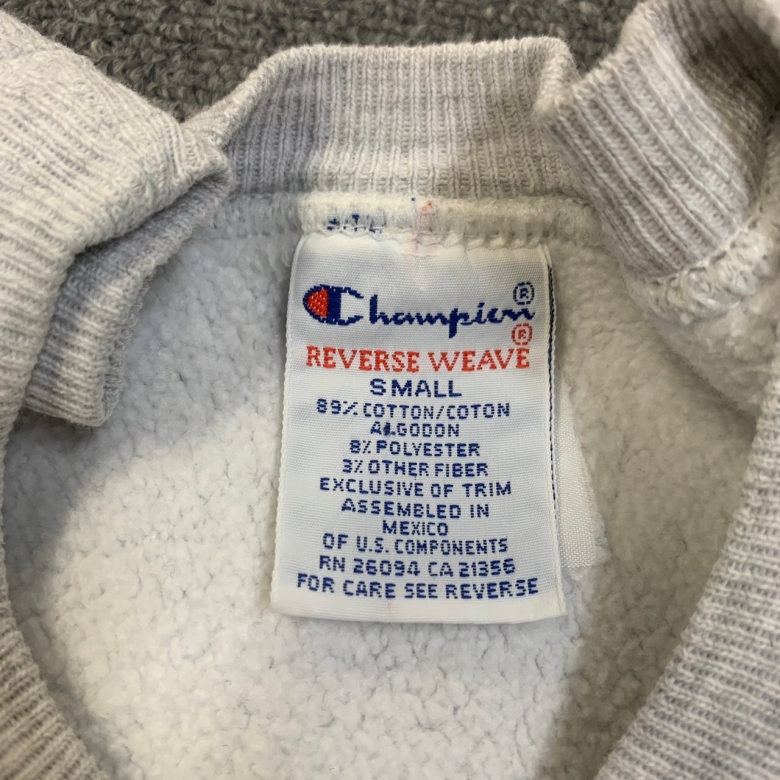 Champion®
®
REVERSE WEAVE
SMALL
89% COTTON/COTON
ALGODON
8% POLYESTER
3% OTHER FIBER
EXCLUSIVE OF TRIM
ASSEMBLED IN
MEXICO
OF U.S. COMPONENTS
RN 26094 CA 21356
FOR CARE SEE REVERSE